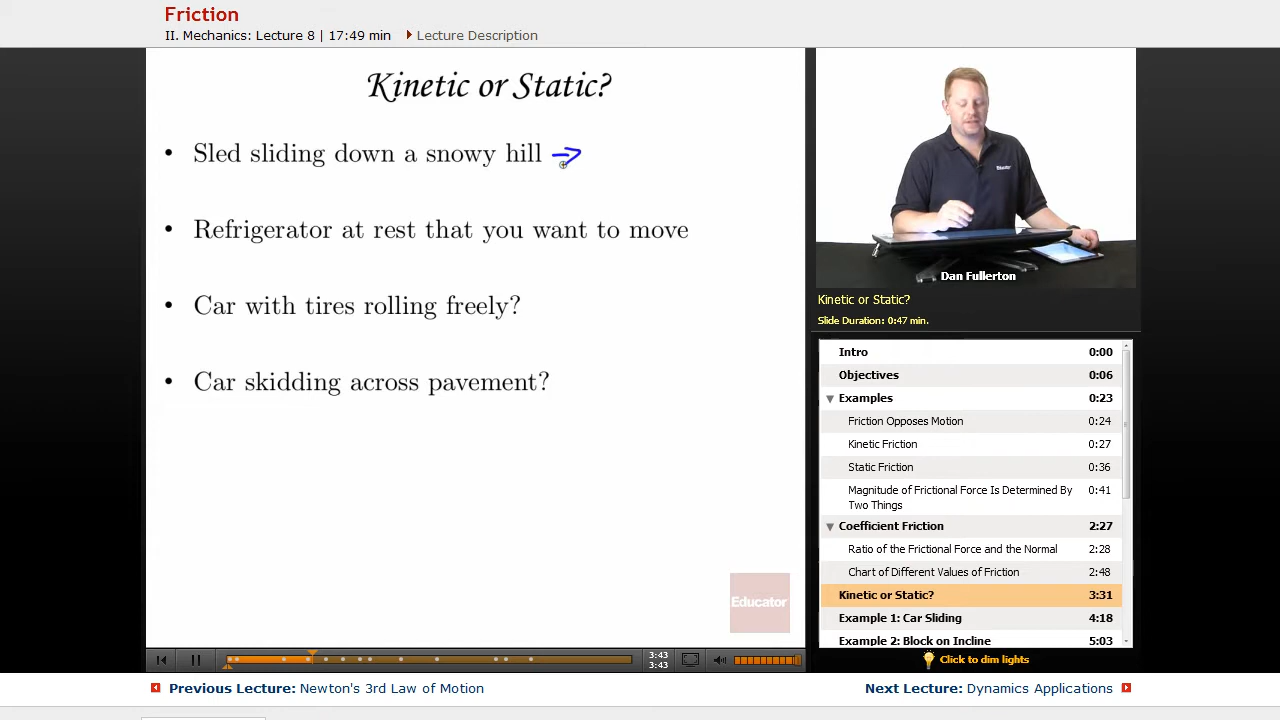 Friction
II. Mechanics: Lecture 8 | 17:49 min
Lecture Description
Kinetic or Static?
• Sled sliding down a snowy hill →
• Refrigerator at rest that you want to move
• Car with tires rolling freely?
• Car skidding across pavement?
Educator
Dan Fullerton
Kinetic or Static?
Slide Duration: 0:47 min.
Intro 0:00
Objectives 0:06
Examples 0:23
Friction Opposes Motion 0:24
Kinetic Friction 0:27
Static Friction 0:36
Magnitude of Frictional Force Is Determined By
Two Things 0:41
Coefficient Friction 2:27
Ratio of the Frictional Force and the Normal 2:28
Chart of Different Values of Friction 2:48
Kinetic or Static? 3:31
Example 1: Car Sliding 4:18
Example 2: Block on Incline 5:03
3:43
3:43
Click to dim lights
Previous Lecture: Newton's 3rd Law of Motion
Next Lecture: Dynamics Applications